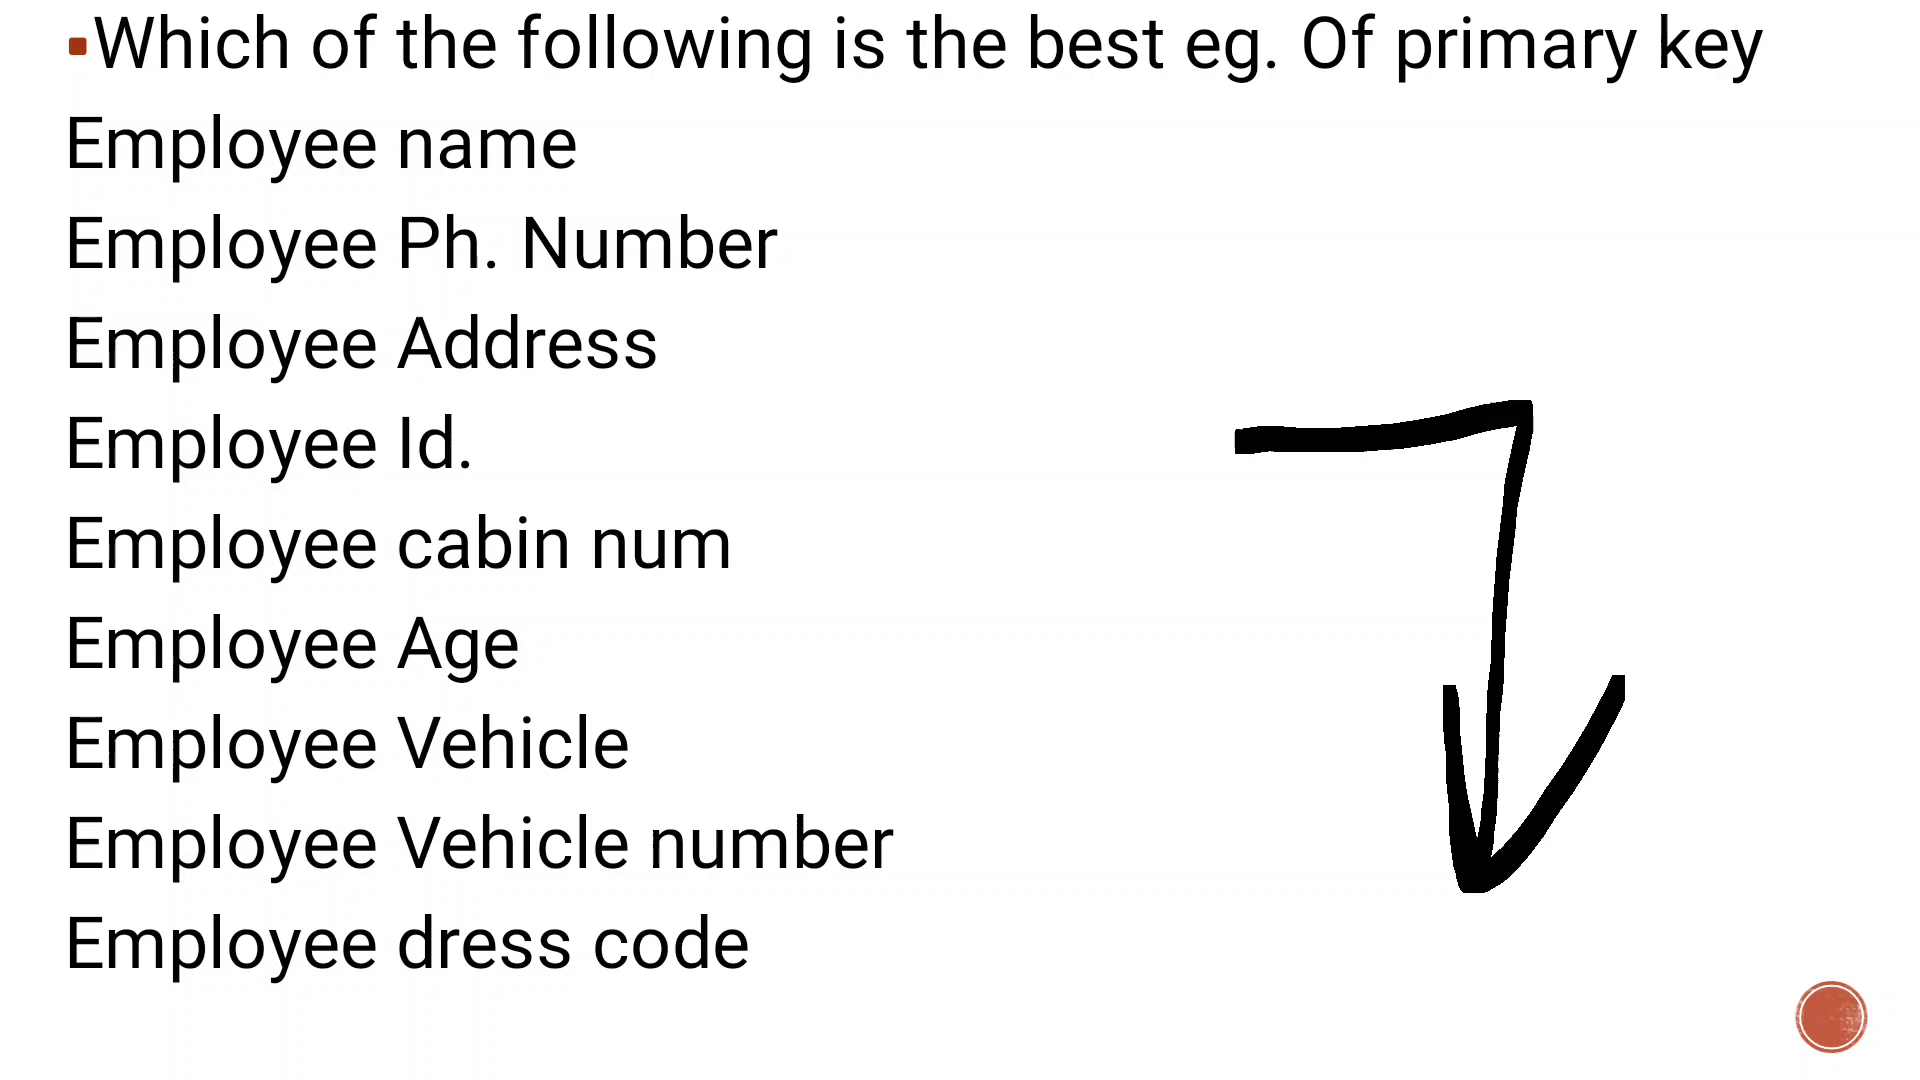 ▪Which of the following is the best eg. Of primary key
Employee name
Employee Ph. Number
Employee Address
Employee Id.
Employee cabin num
Employee Age
Employee Vehicle
Employee Vehicle number
Employee dress code